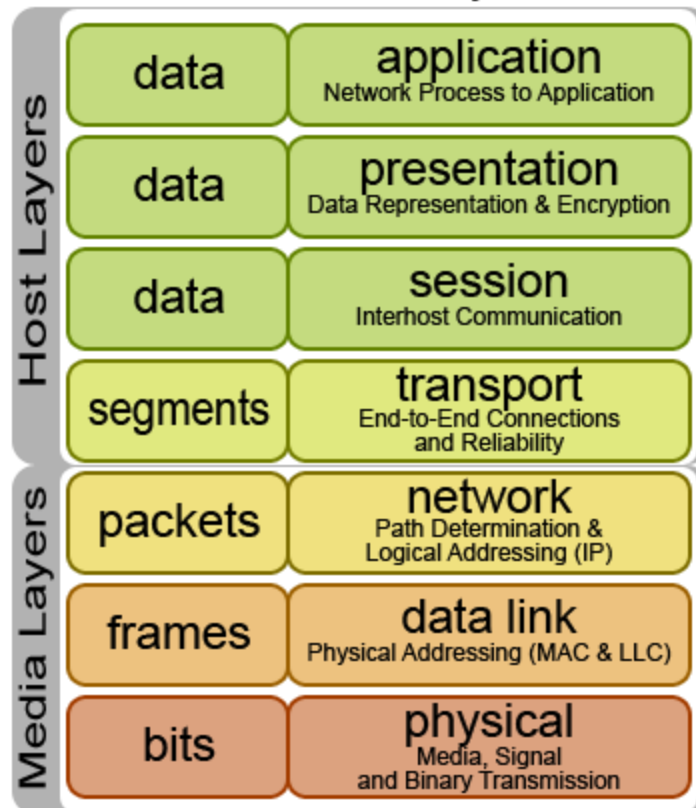 Host Layers
data
application
Network Process to Application
data
presentation
Data Representation & Encryption
data
session
Interhost Communication
segments
transport
End-to-End Connections
and Reliability
Media Layers
packets
network
Path Determination &
Logical Addressing (IP)
frames
data link
Physical Addressing (MAC & LLC)
bits
physical
Media, Signal
and Binary Transmission